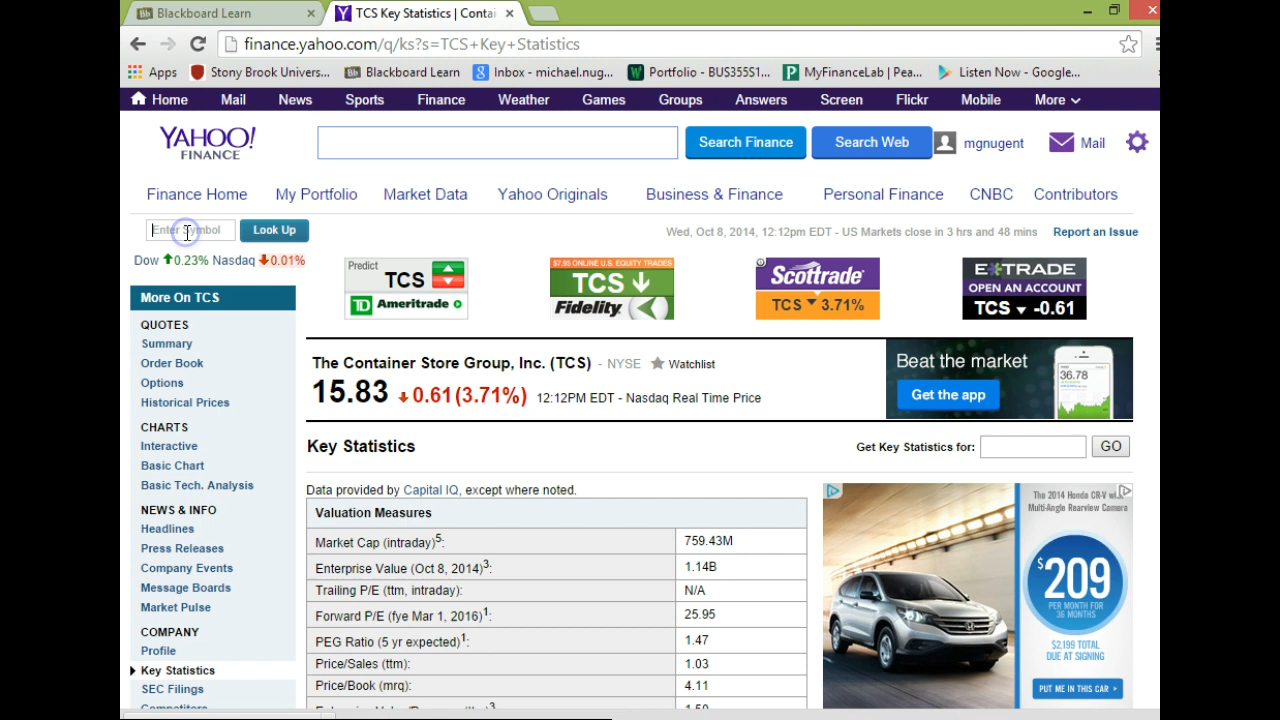 Blackboard Learn
TCS Key Statistics | Contai
finance.yahoo.com/q/ks?s=TCS+Key+Statistics
Apps Stony Brook Univers... Blackboard Learn Inbox - michael.nug... Portfolio - BUS355S1... MyFinanceLab | Pea... Listen Now - Google...
Home Mail News Sports Finance Weather Games Groups Answers Screen Flickr Mobile More
YAHOO!
FINANCE
Search Finance Search Web mgnugent Mail
Finance Home My Portfolio Market Data Yahoo Originals Business & Finance Personal Finance CNBC Contributors
Enter Symbol Look Up Wed, Oct 8, 2014, 12:12pm EDT - US Markets close in 3 hrs and 48 mins Report an Issue
Dow 0.23% Nasdaq 0.01%
Predict
TCS
TD Ameritrade
$7.95 ONLINE U.S. EQUITY TRADES
TCS
Fidelity
Scottrade
TCS 3.71%
E*TRADE
OPEN AN ACCOUNT
TCS -0.61
More On TCS
QUOTES
Summary
Order Book
Options
Historical Prices
CHARTS
Interactive
Basic Chart
Basic Tech. Analysis
NEWS & INFO
Headlines
Press Releases
Company Events
Message Boards
Market Pulse
COMPANY
Profile
Key Statistics
SEC Filings
Competitors
The Container Store Group, Inc. (TCS) - NYSE Watchlist
15.83 0.61(3.71%) 12:12PM EDT - Nasdaq Real Time Price
Beat the market
Get the app
36.78
Key Statistics Get Key Statistics for: GO
Data provided by Capital IQ, except where noted.
Valuation Measures
Market Cap (intraday)5: 759.43M
Enterprise Value (Oct 8, 2014)3: 1.14B
Trailing P/E (ttm, intraday): N/A
Forward P/E (fye Mar 1, 2016)1: 25.95
PEG Ratio (5 yr expected)1: 1.47
Price/Sales (ttm): 1.03
Price/Book (mrq): 4.11
The 2014 Honda CR-V
Multi-Angle Rearview Camera
$209
PER MONTH FOR
36 MONTHS
$2,199 TOTAL
DUE AT SIGNING
PUT ME IN THIS CAR >